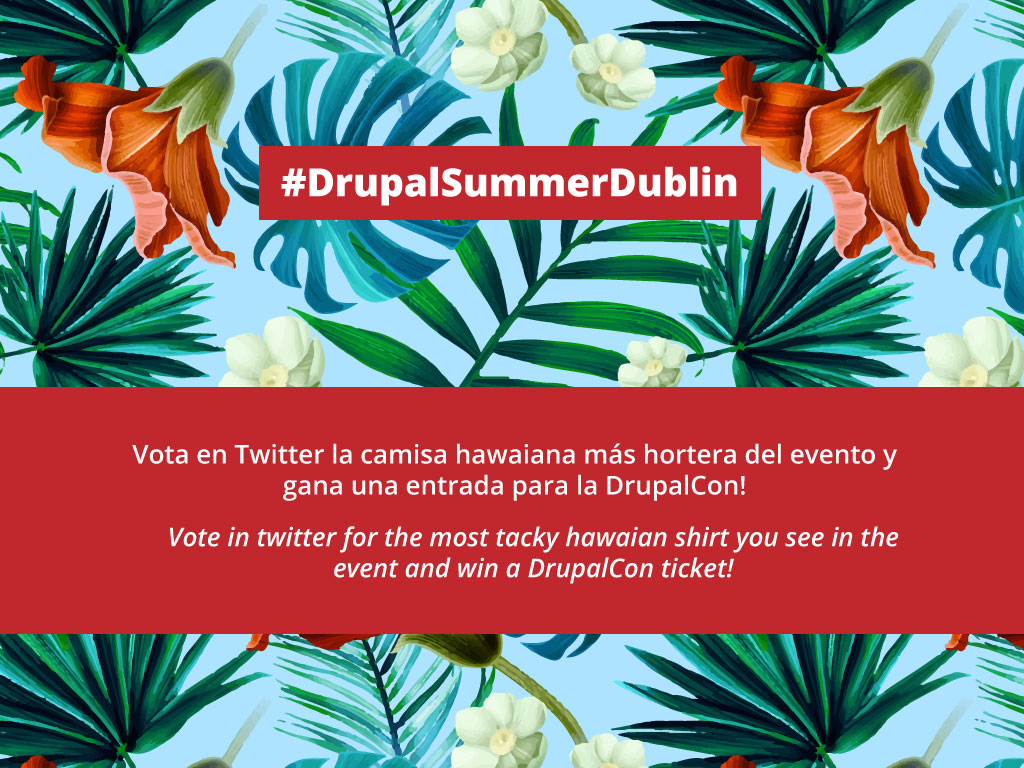 #DrupalSummerDublin
Vota en Twitter la camisa hawaiana más hortera del evento y
gana una entrada para la DrupalCon!
Vote in twitter for the most tacky hawaian shirt you see in the
event and win a DrupalCon ticket!